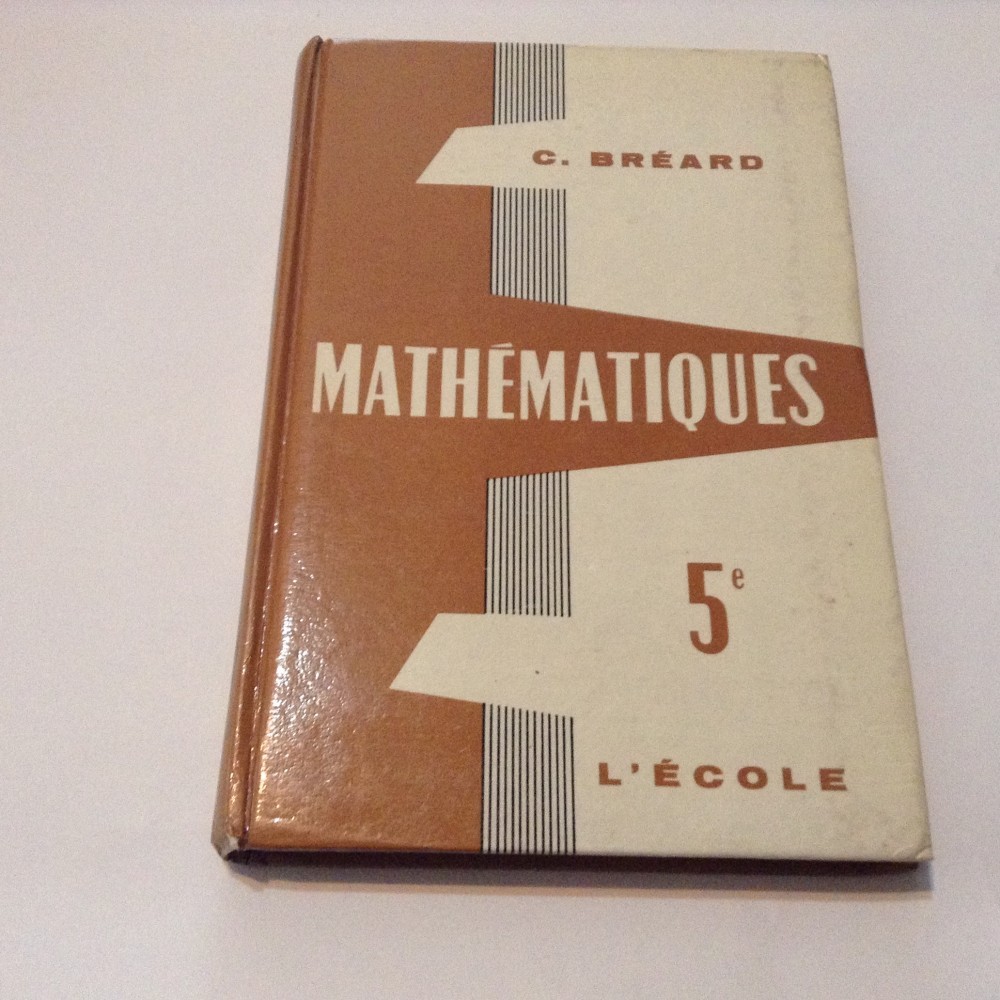 C. BRÉARD
MATHÉMATIQUES
5e
L'ÉCOLE